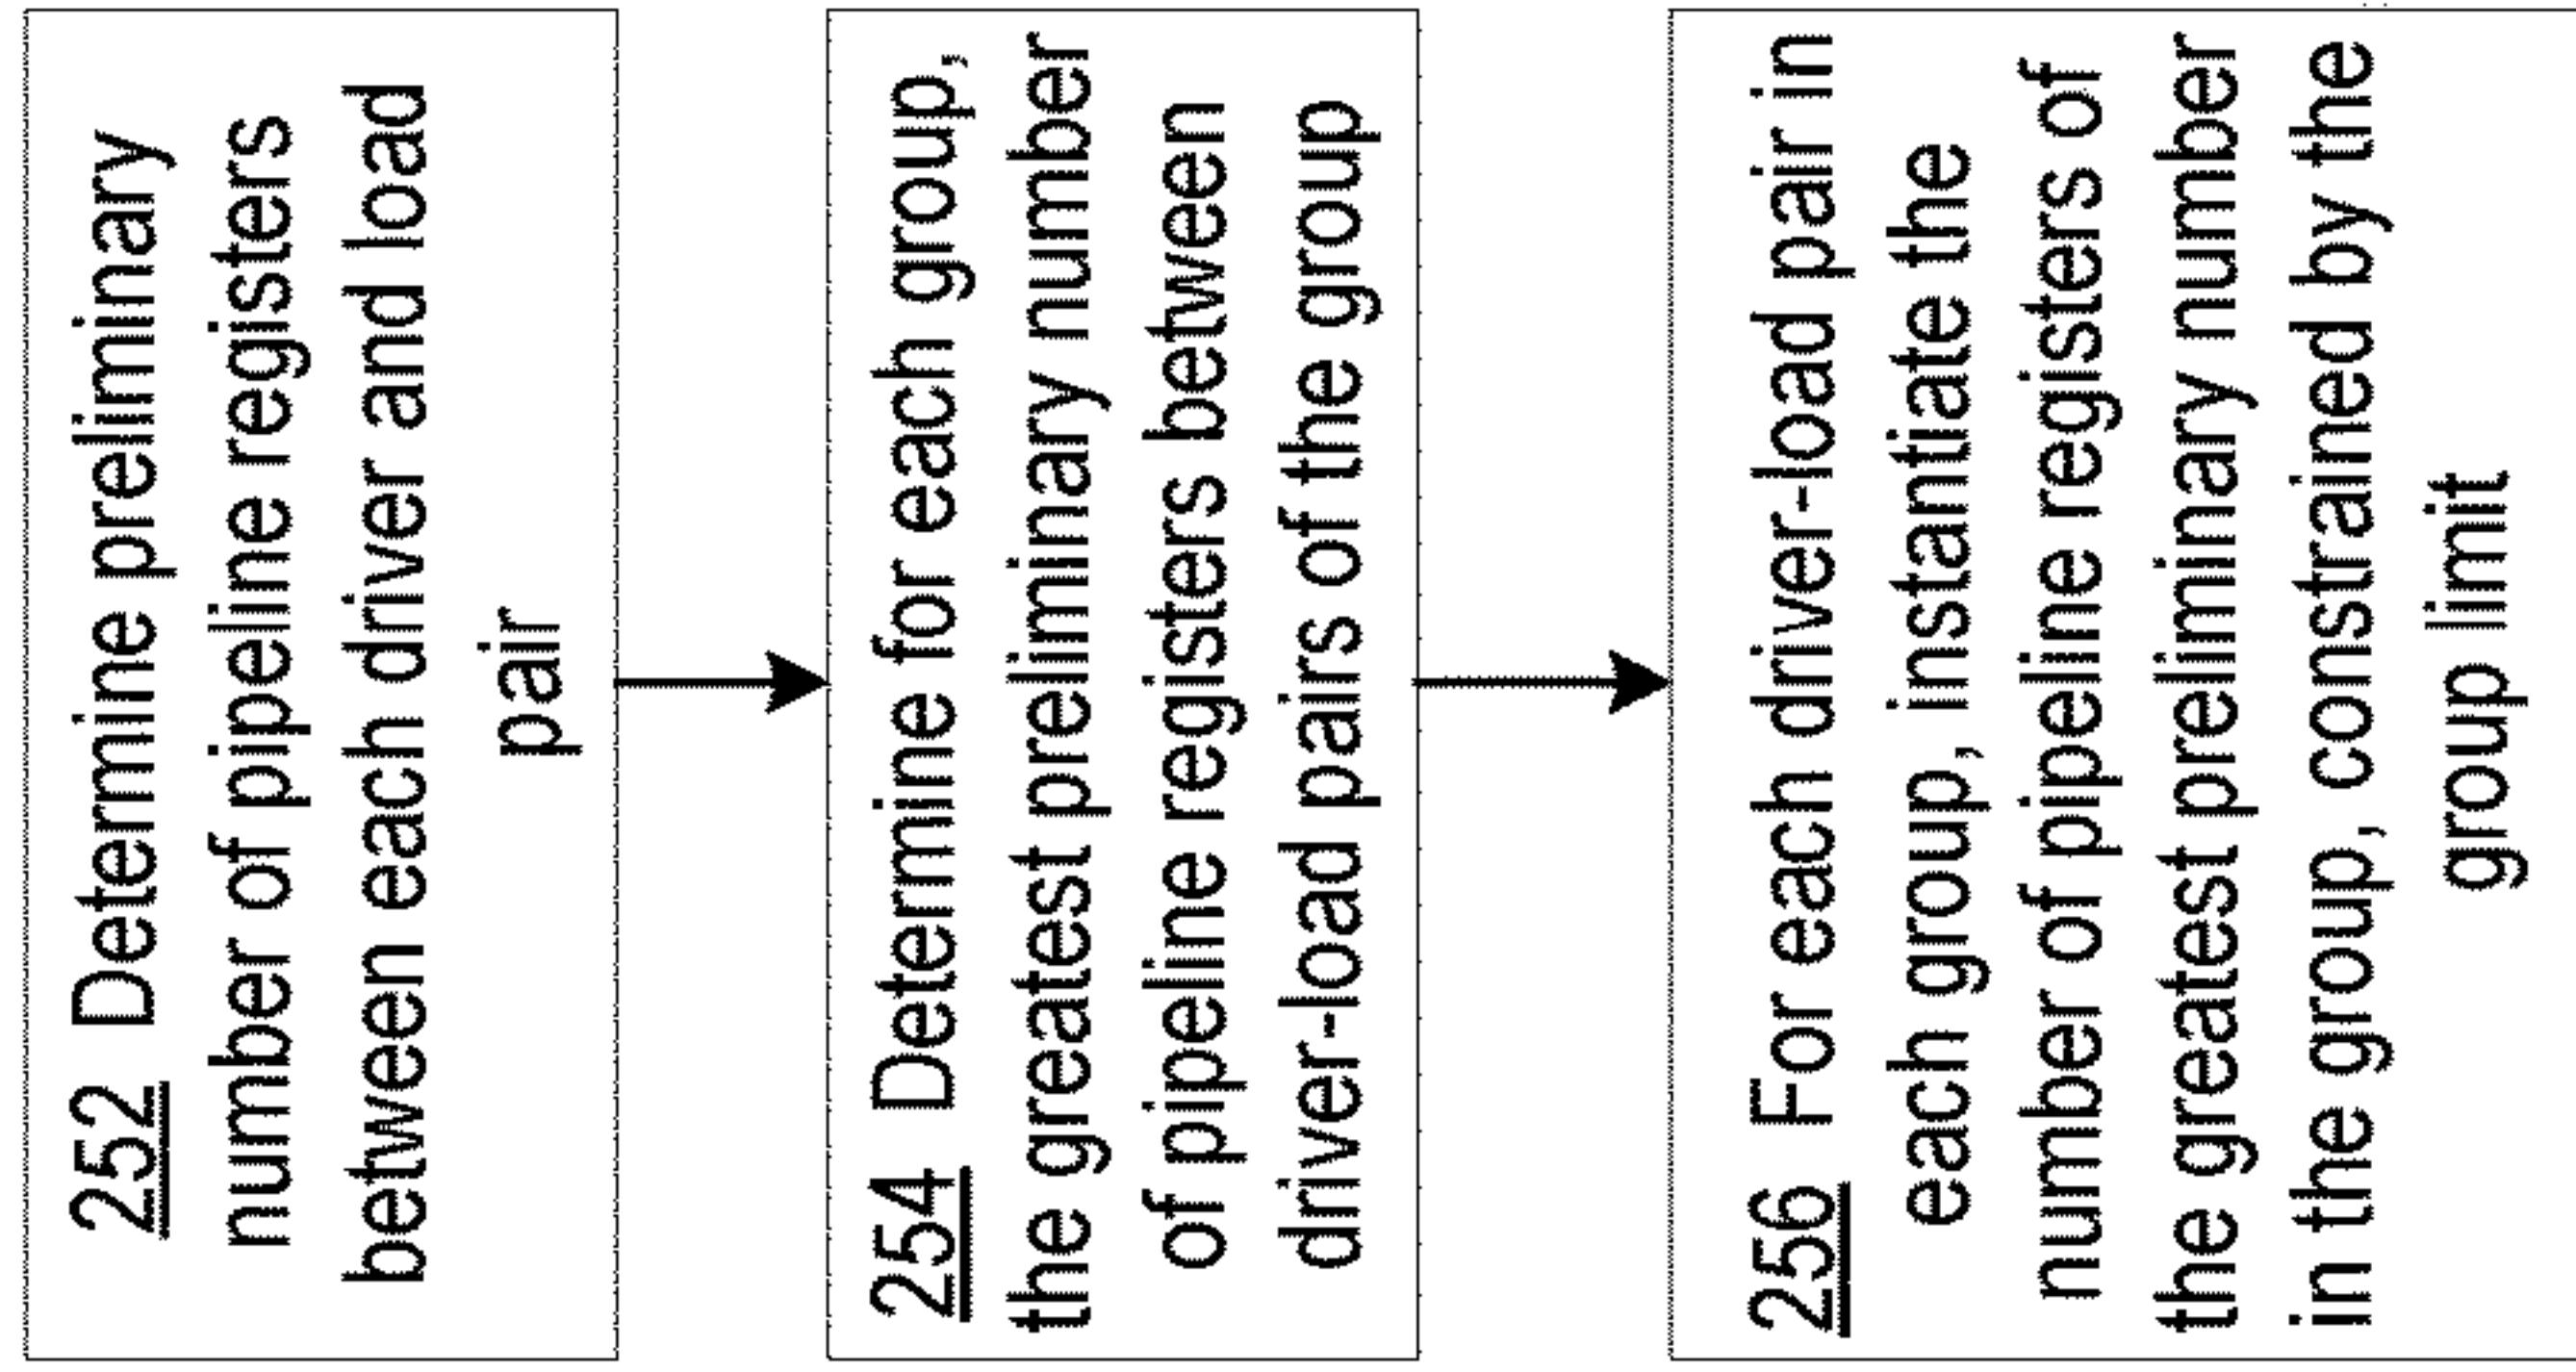 252 Determine preliminary
number of pipeline registers
between each driver and load
pair
254 Determine for each group,
the greatest preliminary number
of pipeline registers between
driver-load pairs of the group
256 For each driver-load pair in
each group, instantiate the
number of pipeline registers of
the greatest preliminary number
in the group, constrained by the
group limit